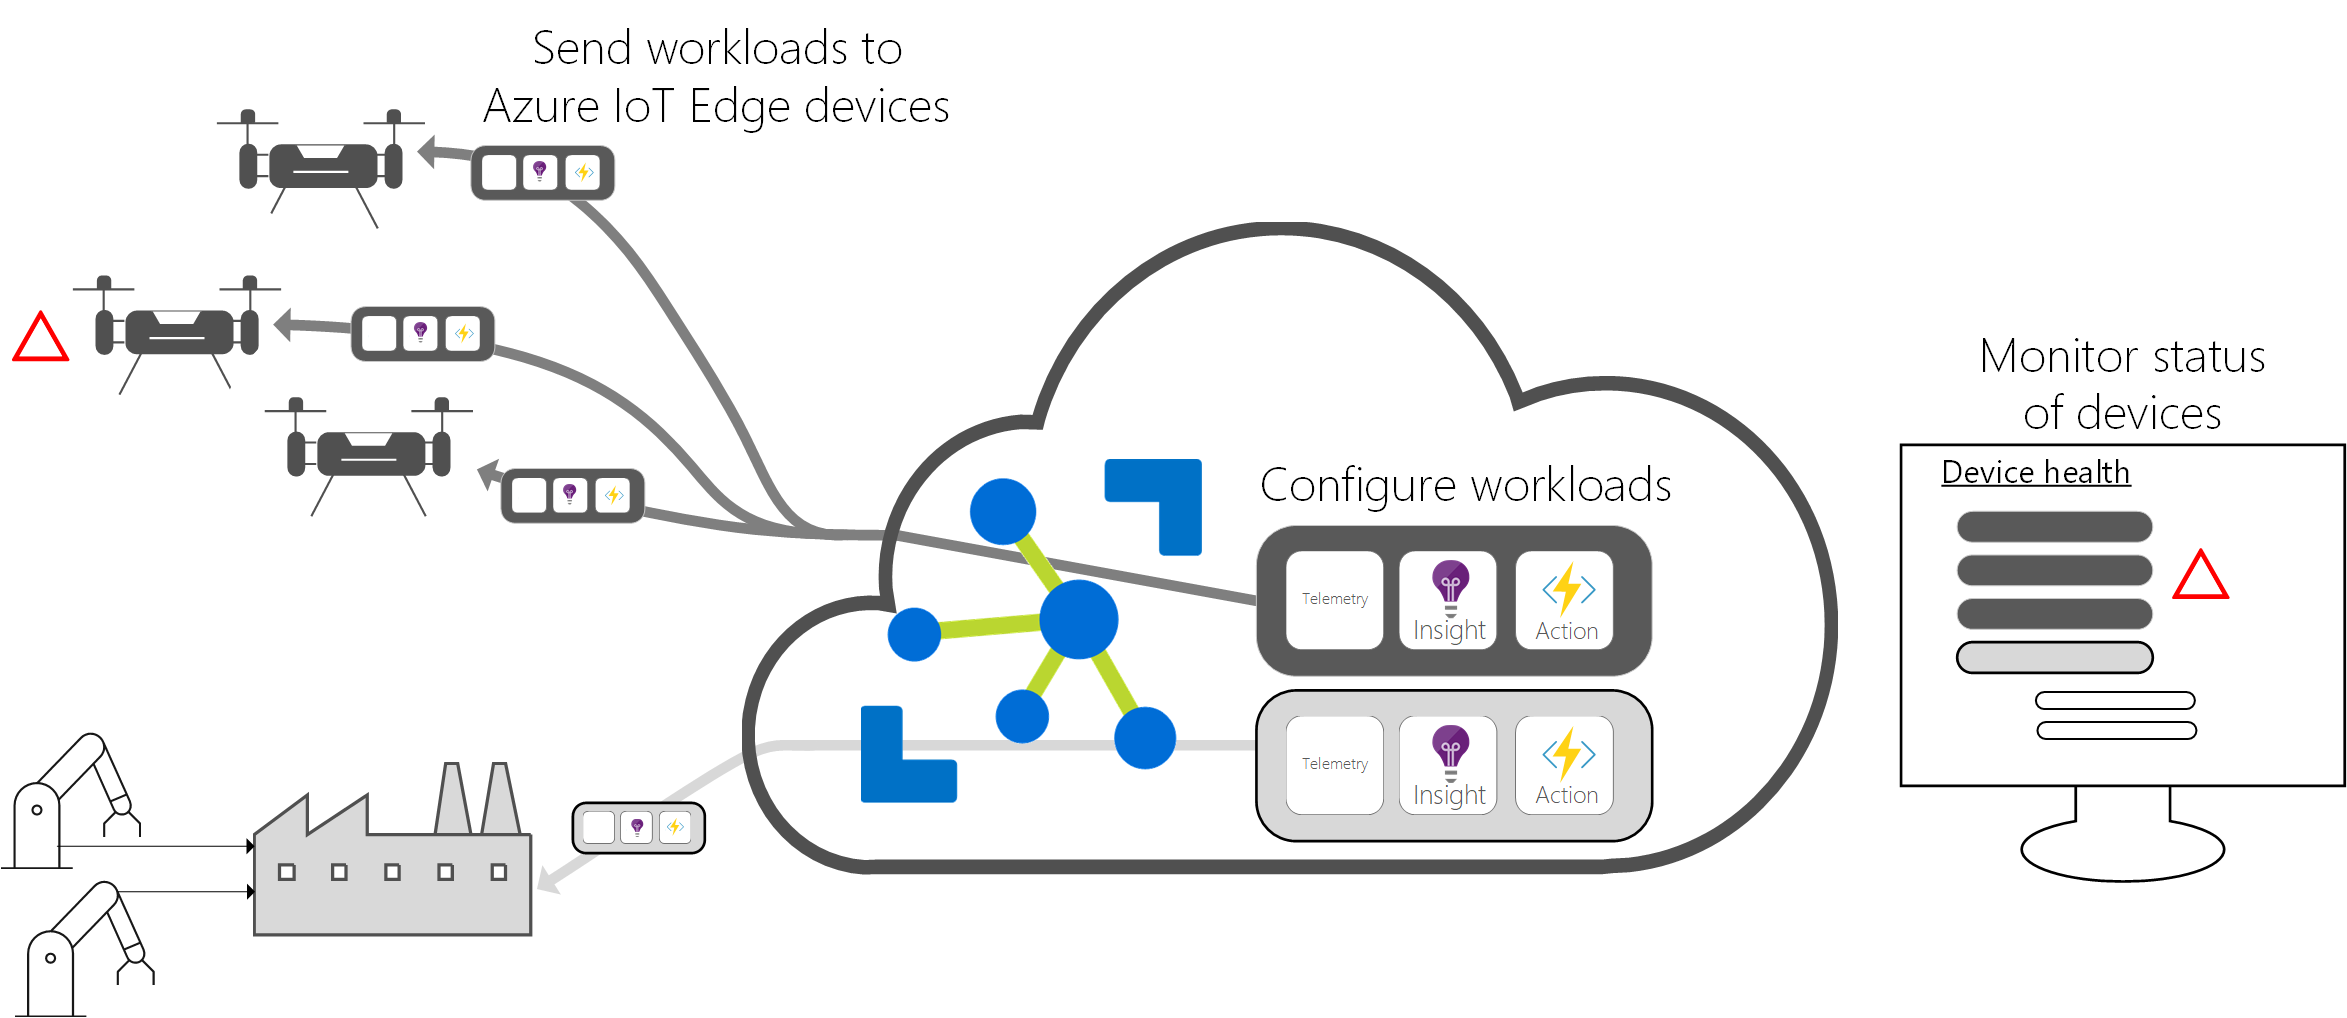 Send workloads to
Azure IoT Edge devices
Monitor status
of devices
Device health
Configure workloads
Telemetry
Insight
Action
Telemetry
Insight
Action